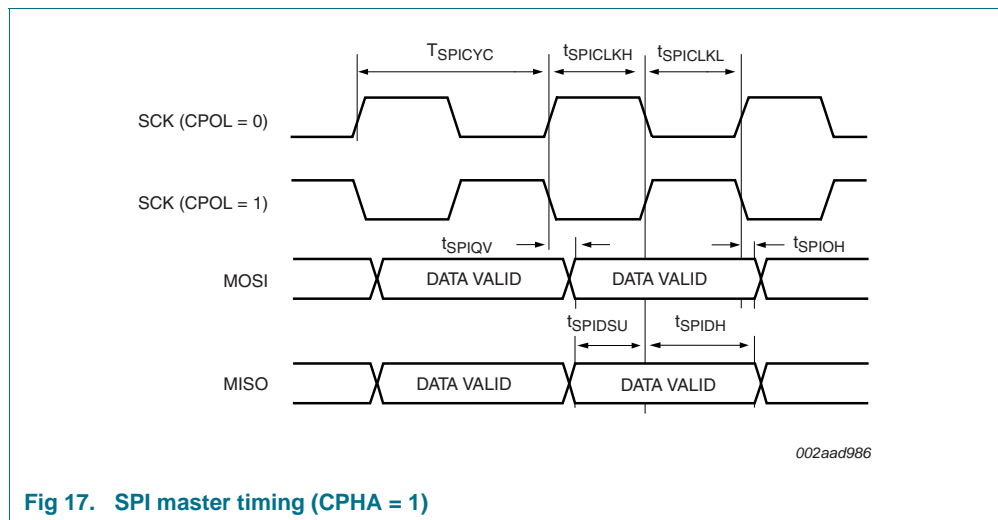 TSPICYC tSPICLKH tSPICLKL
SCK (CPOL = 0)
SCK (CPOL = 1)
tSPIQV tSPIOH
MOSI DATA VALID DATA VALID
tSPIDSU tSPIDH
MISO DATA VALID DATA VALID
002aad986
Fig 17. SPI master timing (CPHA = 1)